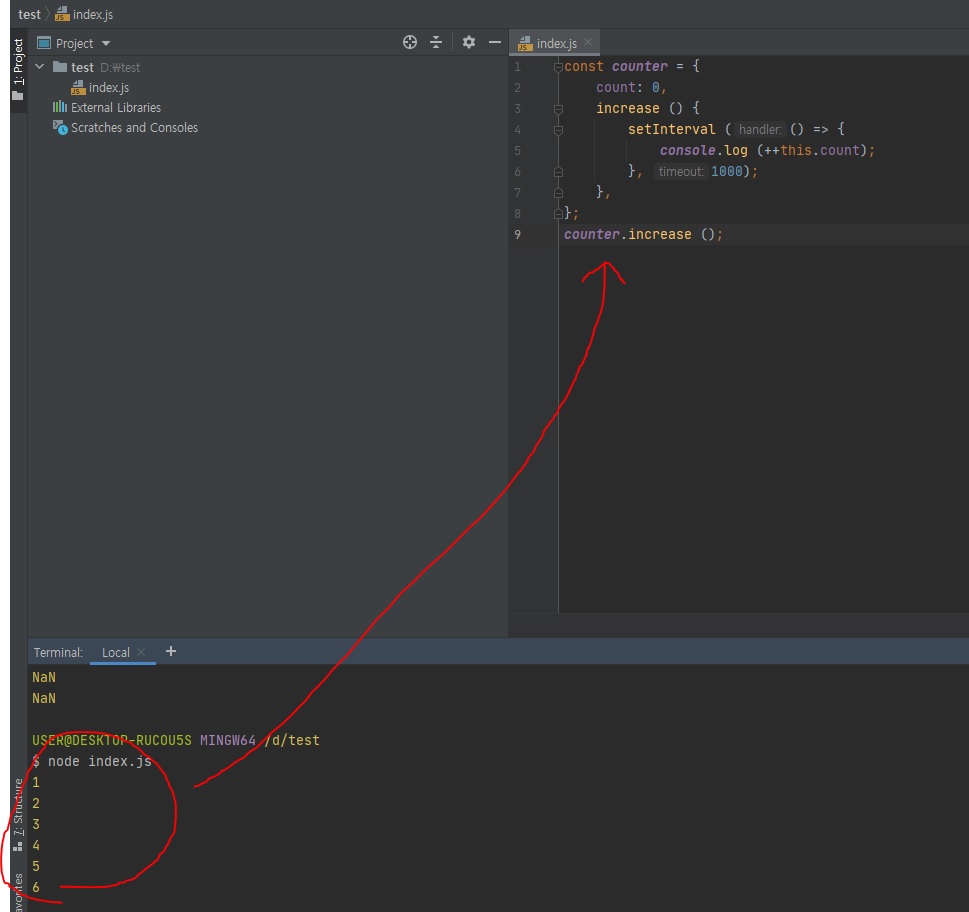 test index.js
1: Project
Project
test D:\test
index.js
External Libraries
Scratches and Consoles
index.js
1 const counter = {
2 count: 0,
3 increase () {
4 setInterval ( handler: () => {
5 console.log (++this.count);
6 }, timeout: 1000);
7 },
8 };
9 counter.increase ();
Terminal: Local +
NaN
NaN
USER@DESKTOP-RUCOU5S MINGW64 /d/test
$ node index.js
1
2
3
4
5
6
7: Structure
avorites